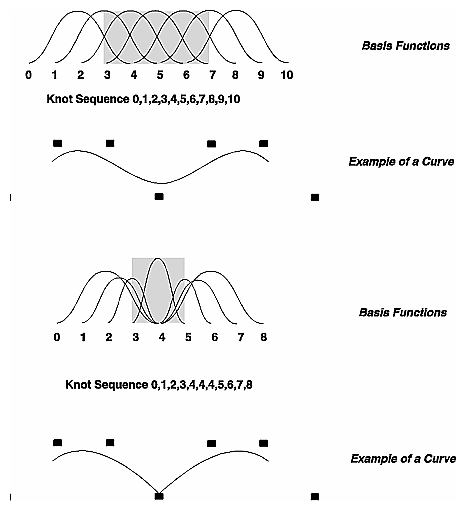 Basis Functions
0 1 2 3 4 5 6 7 8 9 10
Knot Sequence 0,1,2,3,4,5,6,7,8,9,10
Example of a Curve
Basis Functions
0 1 2 3 4 5 6 7 8
Knot Sequence 0,1,2,3,4,4,4,5,6,7,8
Example of a Curve